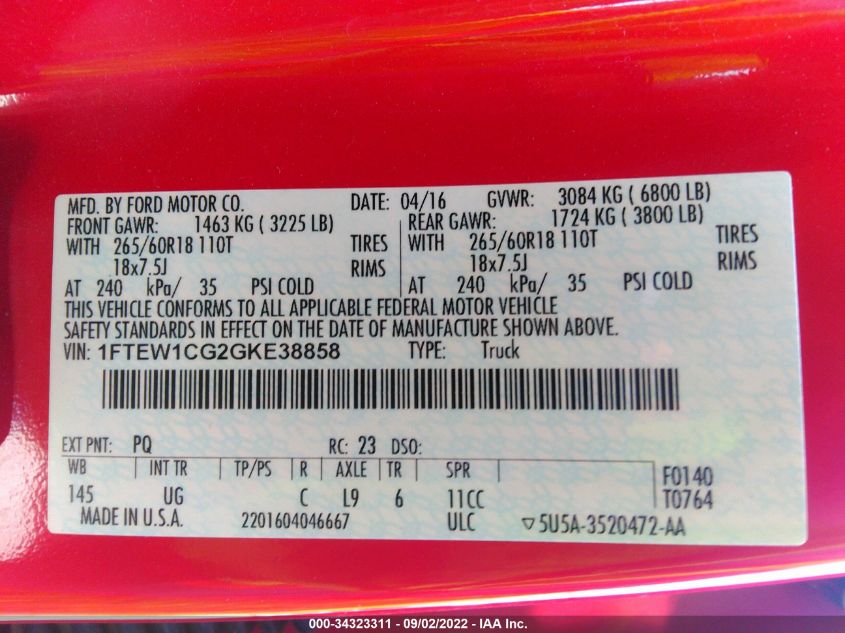 MFD. BY FORD MOTOR CO. DATE: 04/16 GVWR: 3084 KG ( 6800 LB)
FRONT GAWR: 1463 KG ( 3225 LB) REAR GAWR: 1724 KG ( 3800 LB)
WITH 265/60R18 110T TIRES WITH 265/60R18 110T TIRES
18x7.5J RIMS 18x7.5J RIMS
AT 240 kPa/ 35 PSI COLD AT 240 kPa/ 35 PSI COLD
THIS VEHICLE CONFORMS TO ALL APPLICABLE FEDERAL MOTOR VEHICLE
SAFETY STANDARDS IN EFFECT ON THE DATE OF MANUFACTURE SHOWN ABOVE.
VIN: 1FTEW1CG2GKE38858 TYPE: Truck
EXT PNT: PQ RC: 23 DSO:
WB INT TR TP/PS R AXLE TR SPR F0140
145 UG C L9 6 11CC T0764
MADE IN U.S.A. 2201604046667 ULC ▽5U5A-3520472-AA
000-34323311 - 09/02/2022 - IAA Inc.